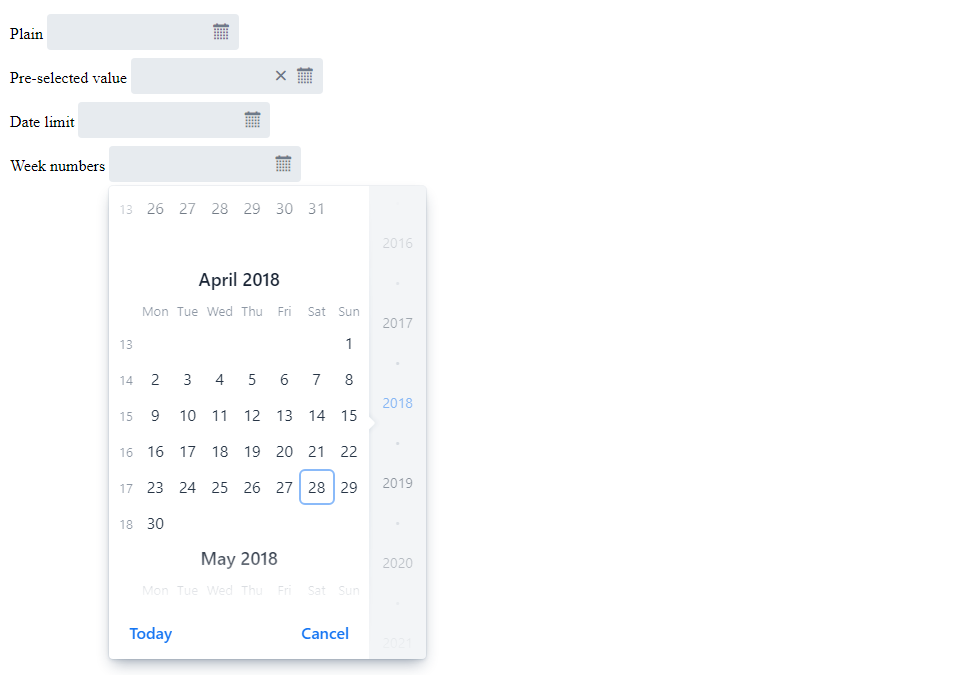 Plain
Pre-selected value
Date limit
Week numbers
13 26 27 28 29 30 31
April 2018
Mon Tue Wed Thu Fri Sat Sun
13 1
14 2 3 4 5 6 7 8
15 9 10 11 12 13 14 15
16 16 17 18 19 20 21 22
17 23 24 25 26 27 28 29
18 30
May 2018
Mon Tue Wed Thu Fri Sat Sun
Today Cancel
2016
2017
2018
2019
2020
2021